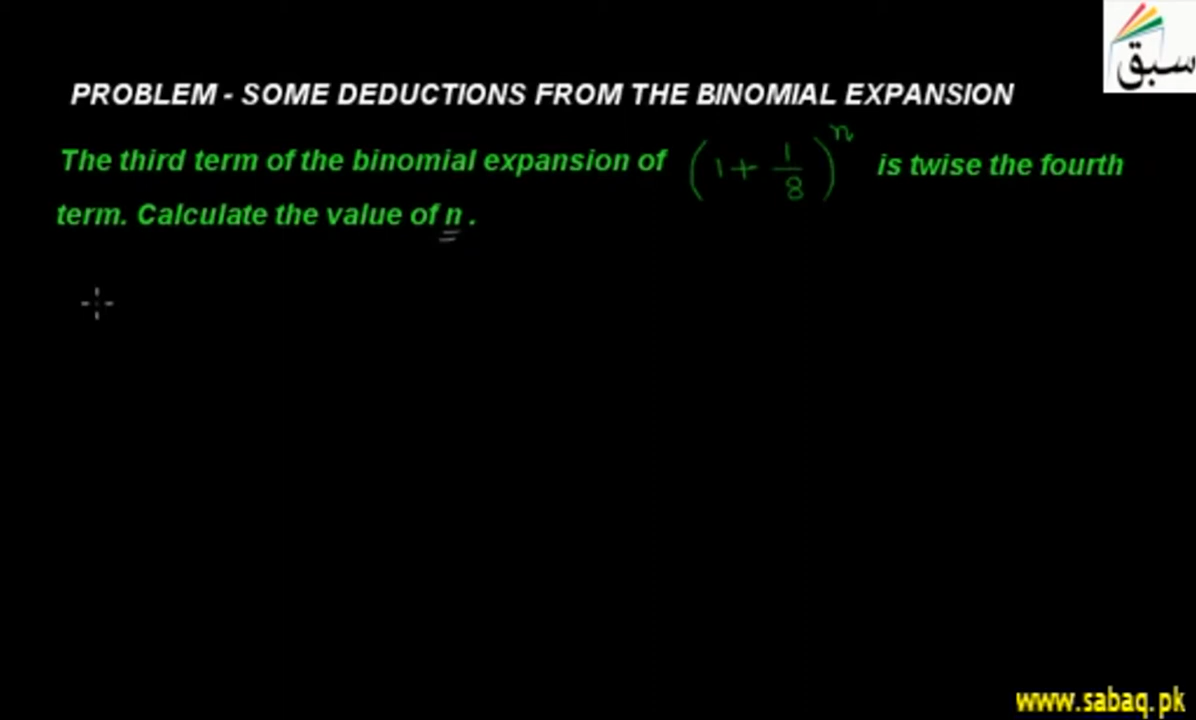 سبق
PROBLEM - SOME DEDUCTIONS FROM THE BINOMIAL EXPANSION
The third term of the binomial expansion of (1 + 1/8)^n is twise the fourth
term. Calculate the value of n .
www.sabaq.pk